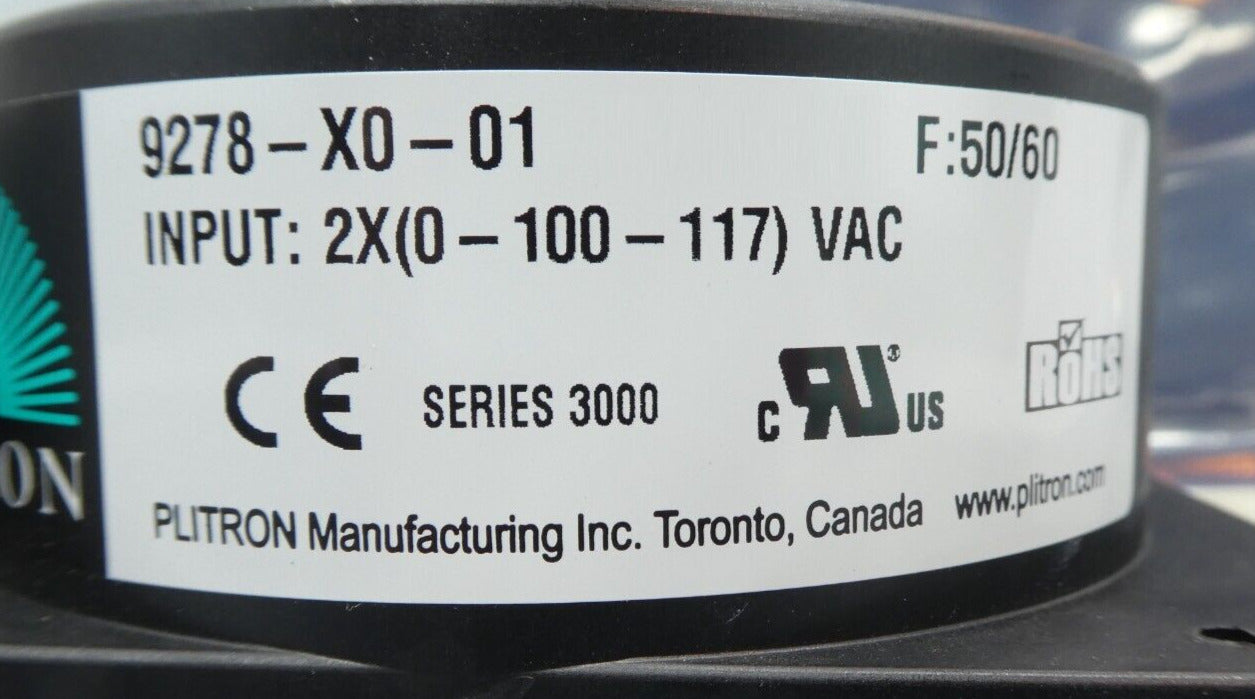 9278-X0-01 F:50/60
INPUT: 2X(0-100-117) VAC
CE SERIES 3000 c RU® US RoHS
ON
PLITRON Manufacturing Inc. Toronto, Canada www.plitron.com